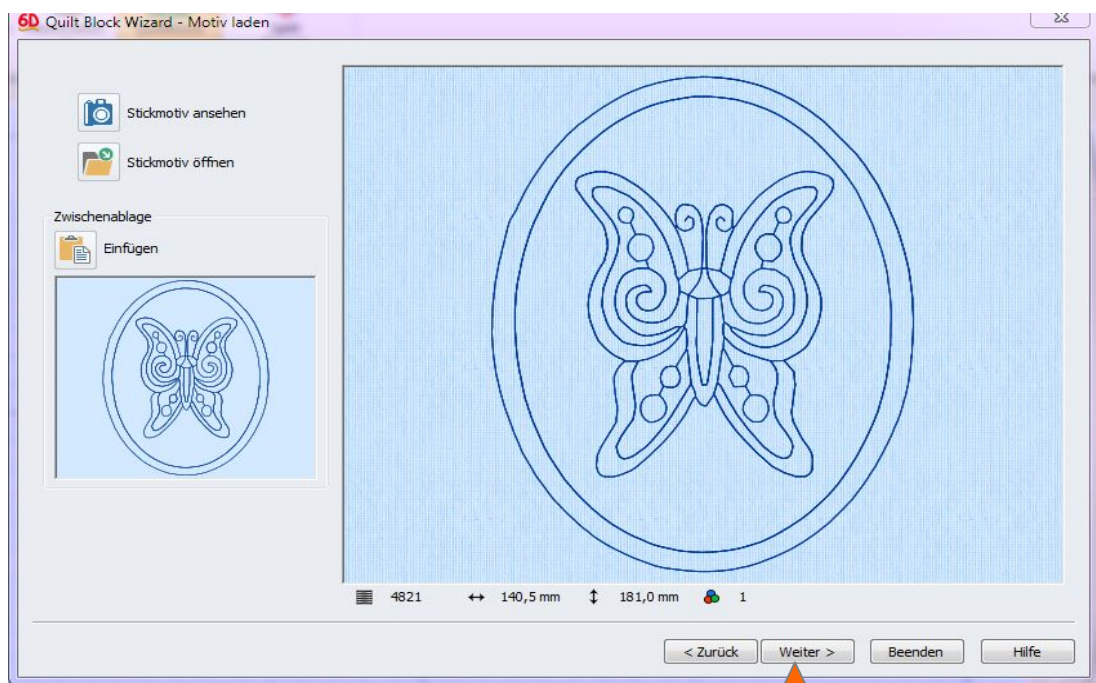 6D Quilt Block Wizard - Motiv laden
Stickmotiv ansehen
Stickmotiv öffnen
Zwischenablage
Einfügen
4821 140,5 mm 181,0 mm 1
< Zurück Weiter > Beenden Hilfe